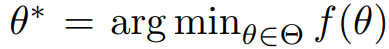 θ* = arg min_{θ∈Θ} f(θ)